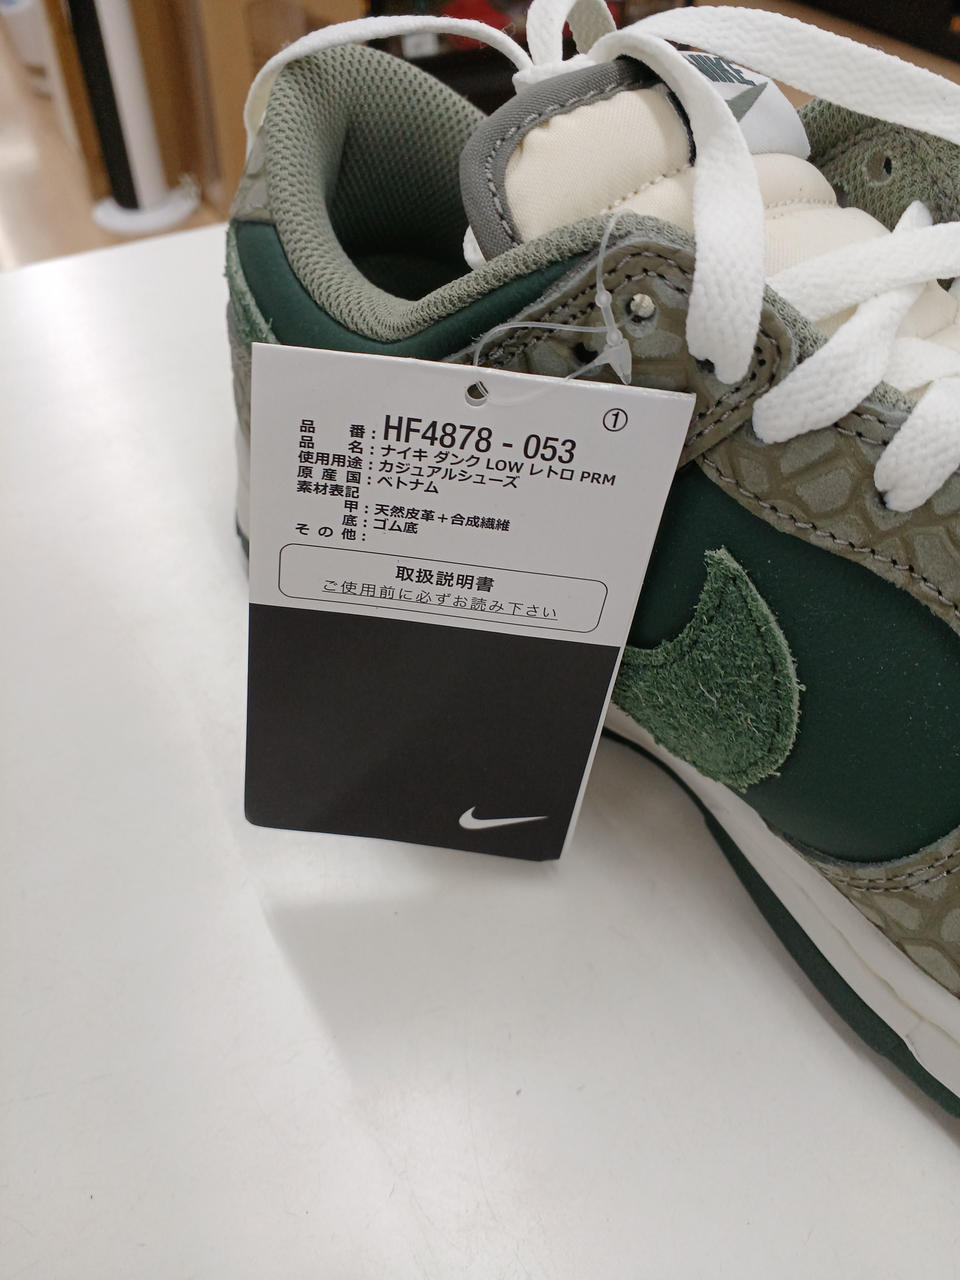 NIKE
①
品 番 : HF4878 - 053
品 名 : ナイキ ダンク LOW レトロ PRM
使用用途 : カジュアルシューズ
原 産 国 : ベトナム
素材表記
甲 : 天然皮革＋合成繊維
底 : ゴム底
そ の 他 :
取扱説明書
ご使用前に必ずお読み下さい